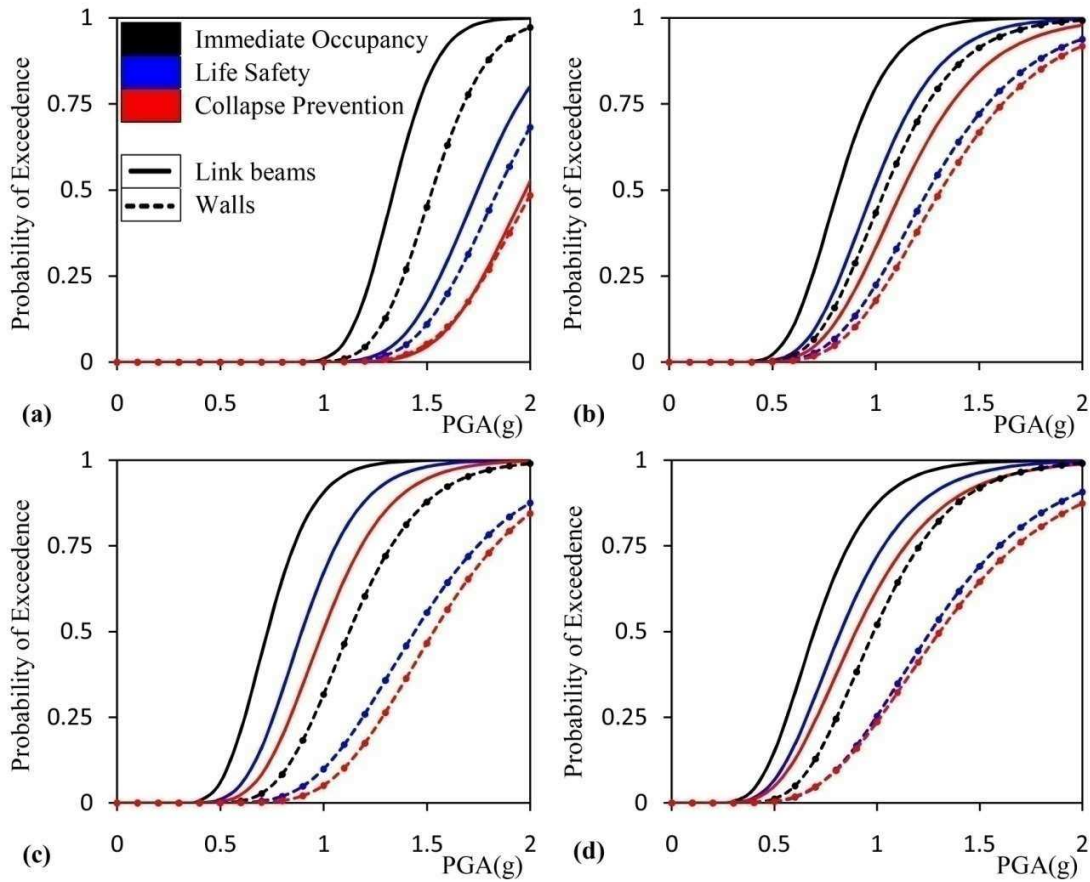 1
Immediate Occupancy
Life Safety
0.75
Collapse Prevention
Link beams
0.5
Walls
0.25
0
Probability of Exceedence
(a)
0 0.5 1 1.5 2
PGA(g)
1
0.75
0.5
0.25
0
Probability of Exceedence
(b)
0 0.5 1 1.5 2
PGA(g)
1
0.75
0.5
0.25
0
Probability of Exceedence
(c)
0 0.5 1 1.5 2
PGA(g)
1
0.75
0.5
0.25
0
Probability of Exceedence
(d)
0 0.5 1 1.5 2
PGA(g)